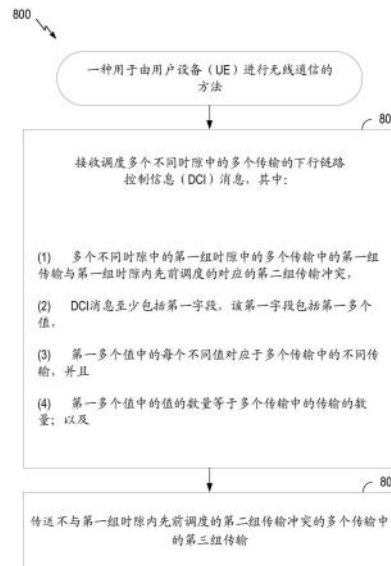 800
一种用于由用户设备（UE）进行无线通信的
方法
80
接收调度多个不同时隙中的多个传输的下行链路
控制信息（DCI）消息，其中：
(1) 多个不同时隙中的第一组时隙中的多个传输中的第一组
传输与第一组时隙内先前调度的对应的第二组传输冲突，
(2) DCI消息至少包括第一字段，该第一字段包括第一多个
值，
(3) 第一多个值中的每个不同值对应于多个传输中的不同传
输，并且
(4) 第一多个值中的值的数量等于多个传输中的传输的数
量；以及
80
传送不与第一组时隙内先前调度的第二组传输冲突的多个传输中
的第三组传输